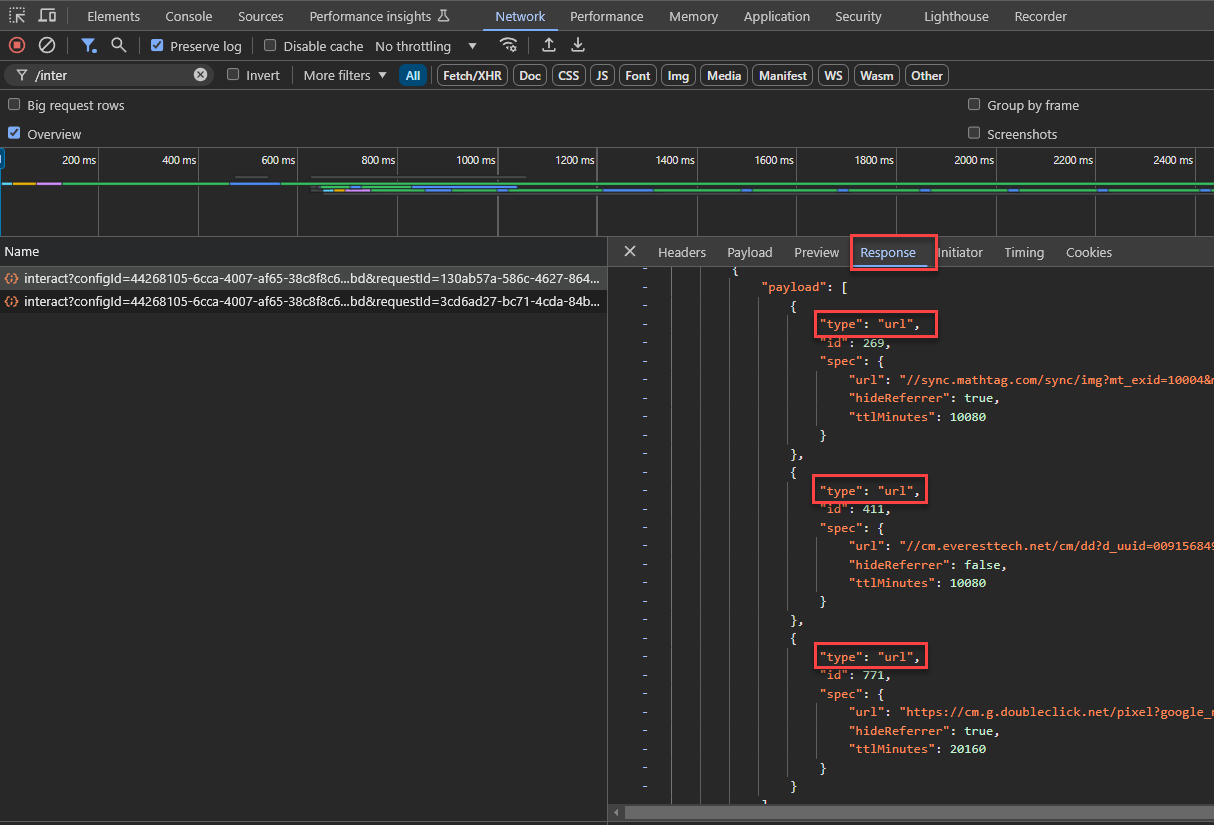 Elements Console Sources Performance insights Network Performance Memory Application Security Lighthouse Recorder
Preserve log Disable cache No throttling
/inter Invert More filters All Fetch/XHR Doc CSS JS Font Img Media Manifest WS Wasm Other
Big request rows Group by frame
Overview Screenshots
200 ms 400 ms 600 ms 800 ms 1000 ms 1200 ms 1400 ms 1600 ms 1800 ms 2000 ms 2200 ms 2400 ms
Name
interact?configId=44268105-6cca-4007-af65-38c8f8c6...bd&requestId=130ab57a-586c-4627-864...
interact?configId=44268105-6cca-4007-af65-38c8f8c6...bd&requestId=3cd6ad27-bc71-4cda-84b...
Headers Payload Preview Response Initiator Timing Cookies
- {
- "payload": [
- {
- "type": "url",
- "id": 269,
- "spec": {
- "url": "//sync.mathtag.com/sync/img?mt_exid=10004&
- "hideReferrer": true,
- "ttlMinutes": 10080
- }
- },
- {
- "type": "url",
- "id": 411,
- "spec": {
- "url": "//cm.everesttech.net/cm/dd?d_uuid=009156849
- "hideReferrer": false,
- "ttlMinutes": 10080
- }
- },
- {
- "type": "url",
- "id": 771,
- "spec": {
- "url": "https://cm.g.doubleclick.net/pixel?google_
- "hideReferrer": true,
- "ttlMinutes": 20160
- }
- }